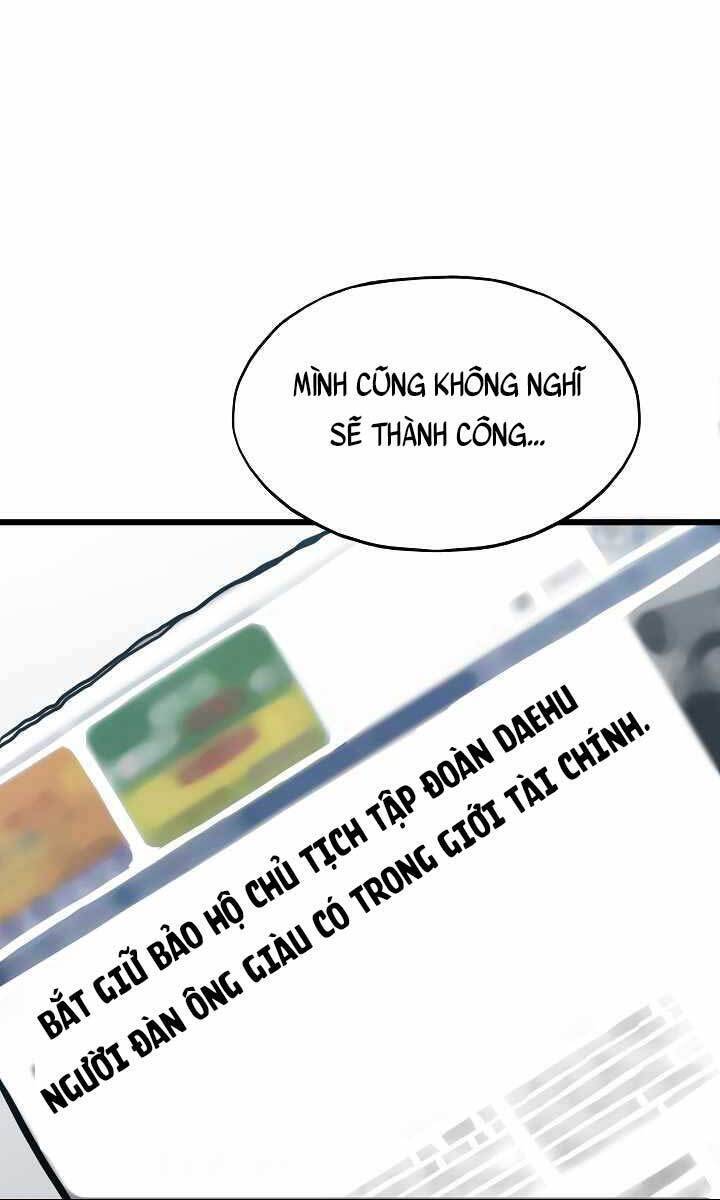 MÌNH CŨNG KHÔNG NGHĨ
SẼ THÀNH CÔNG...
BẮT GIỮ BẢO HỘ CHỦ TỊCH TẬP ĐOÀN DAEHU
NGƯỜI ĐÀN ÔNG GIÀU CÓ TRONG GIỚI TÀI CHÍNH.